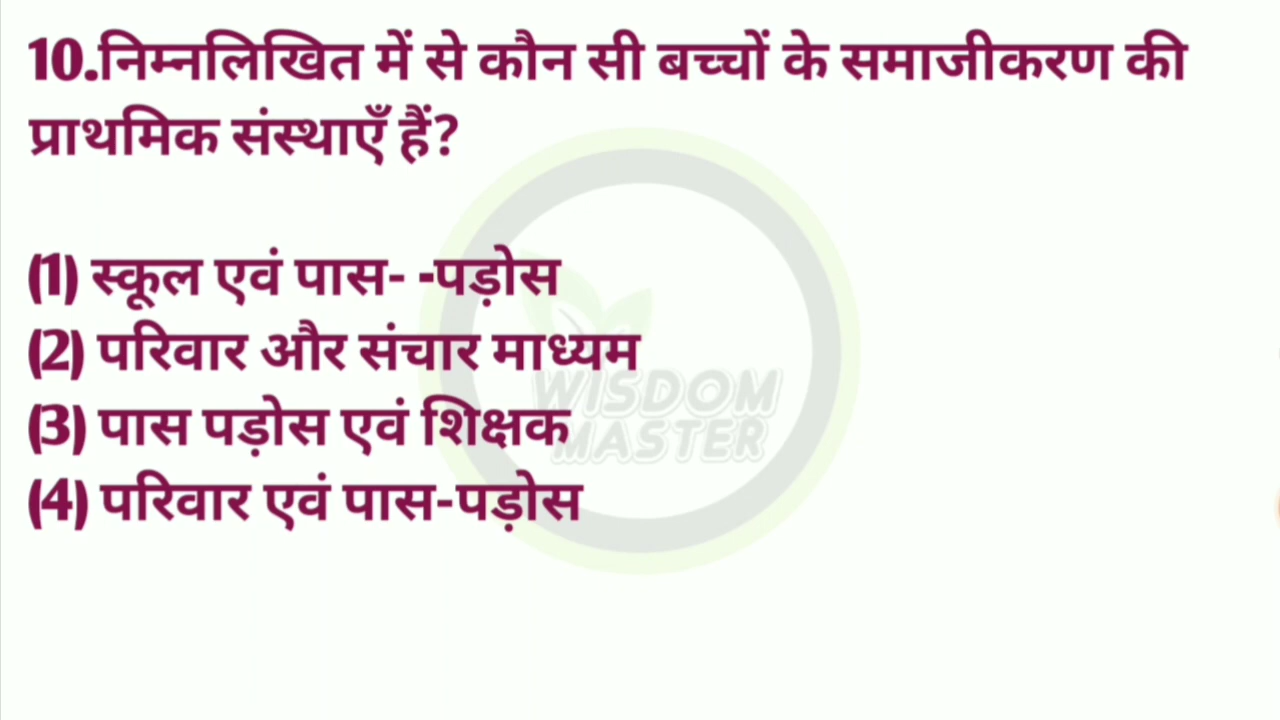 10.निम्नलिखित में से कौन सी बच्चों के समाजीकरण की
प्राथमिक संस्थाएँ हैं?
(1) स्कूल एवं पास- -पड़ोस
(2) परिवार और संचार माध्यम
(3) पास पड़ोस एवं शिक्षक
(4) परिवार एवं पास-पड़ोस
WISDOM
MASTER